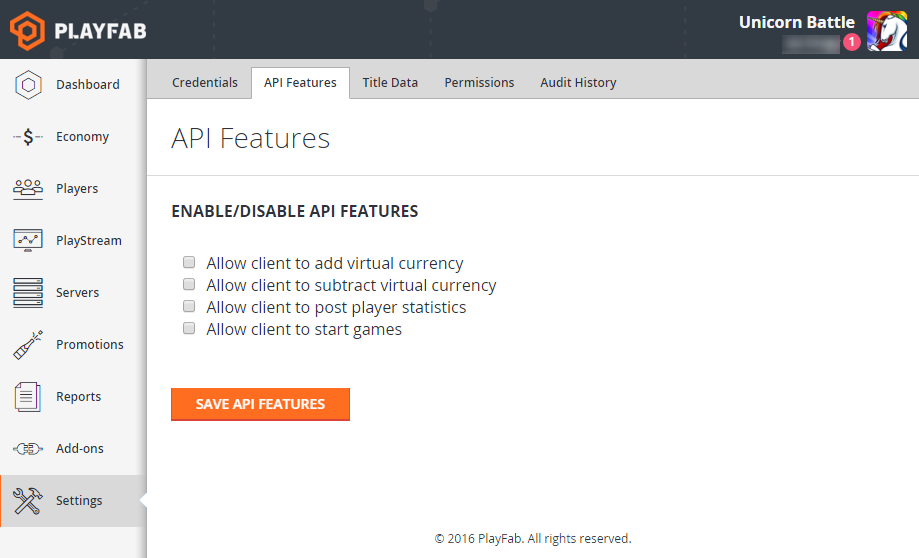 PLAYFAB
Unicorn Battle
1
Dashboard
Economy
Players
PlayStream
Servers
Promotions
Reports
Add-ons
Settings
Credentials API Features Title Data Permissions Audit History
API Features
ENABLE/DISABLE API FEATURES
Allow client to add virtual currency
Allow client to subtract virtual currency
Allow client to post player statistics
Allow client to start games
SAVE API FEATURES
© 2016 PlayFab. All rights reserved.